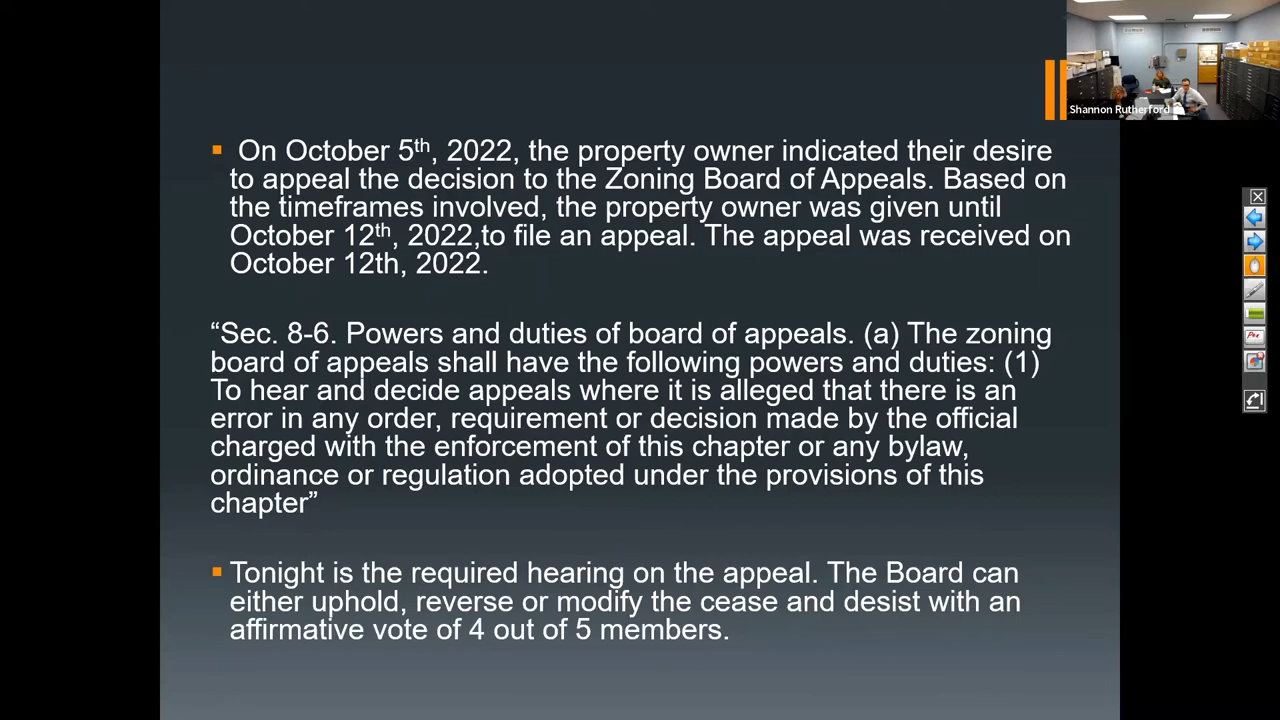 Shannon Rutherford
On October 5th, 2022, the property owner indicated their desire
to appeal the decision to the Zoning Board of Appeals. Based on
the timeframes involved, the property owner was given until
October 12th, 2022,to file an appeal. The appeal was received on
October 12th, 2022.
“Sec. 8-6. Powers and duties of board of appeals. (a) The zoning
board of appeals shall have the following powers and duties: (1)
To hear and decide appeals where it is alleged that there is an
error in any order, requirement or decision made by the official
charged with the enforcement of this chapter or any bylaw,
ordinance or regulation adopted under the provisions of this
chapter”
Tonight is the required hearing on the appeal. The Board can
either uphold, reverse or modify the cease and desist with an
affirmative vote of 4 out of 5 members.